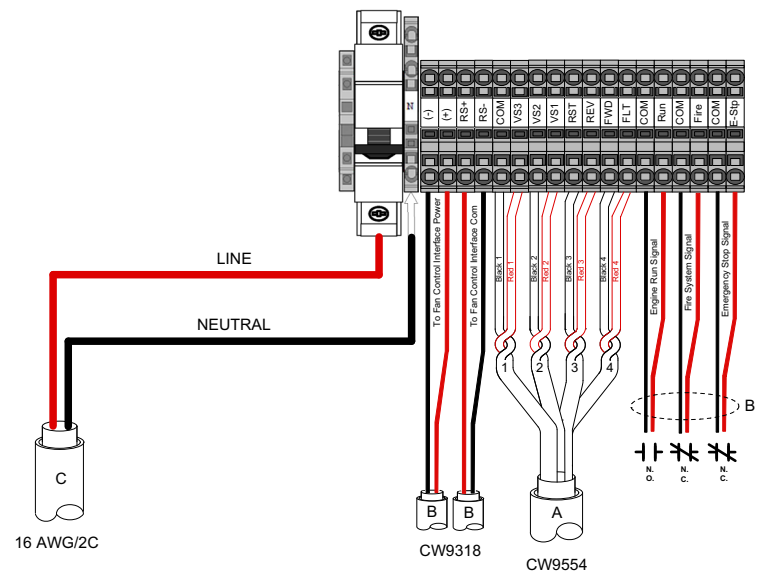 N
(-)
(+)
RS+
RS-
COM
VS3
VS2
VS1
RST
REV
FWD
FLT
COM
Run
COM
Fire
COM
E-Stp
LINE
NEUTRAL
To Fan Control Interface Power
To Fan Control Interface Com
Black 1
Red 1
Black 2
Red 2
Black 3
Red 3
Black 4
Red 4
Engine Run Signal
Fire System Signal
Emergency Stop Signal
1
2
3
4
B
N.
O.
N.
C.
N.
C.
C
16 AWG/2C
B
B
CW9318
A
CW9554